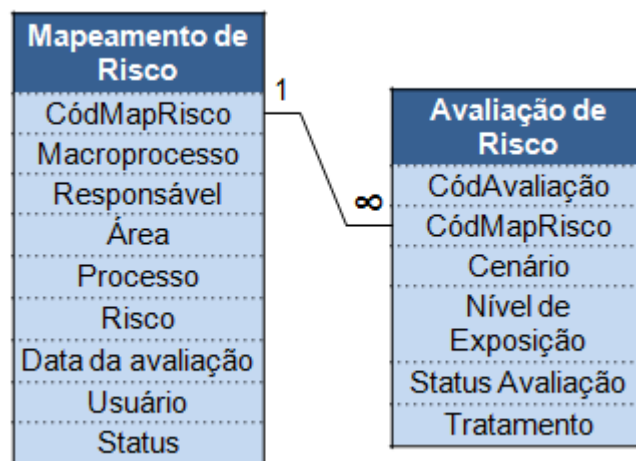 Mapeamento de
Risco
CódMapRisco
Macroprocesso
Responsável
Área
Processo
Risco
Data da avaliação
Usuário
Status
1
∞
Avaliação de
Risco
CódAvaliação
CódMapRisco
Cenário
Nível de
Exposição
Status Avaliação
Tratamento